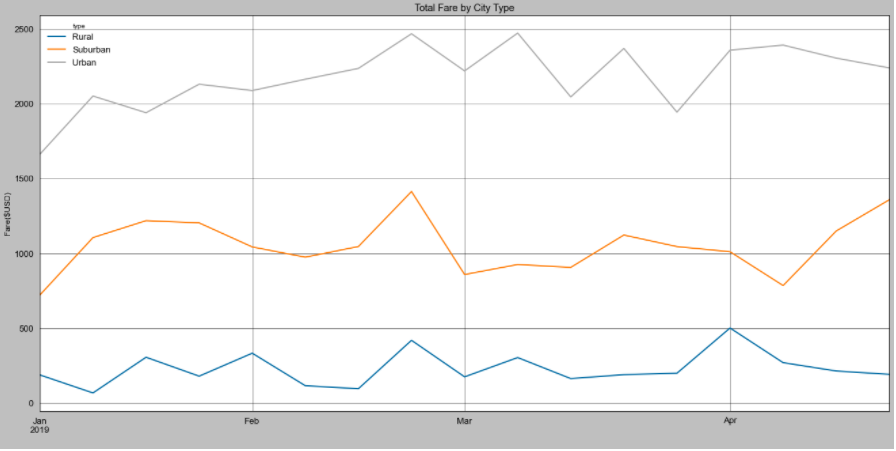 Total Fare by City Type
type
Rural
Suburban
Urban
Fare($USD)
2500
2000
1500
1000
500
0
Jan
2019
Feb
Mar
Apr